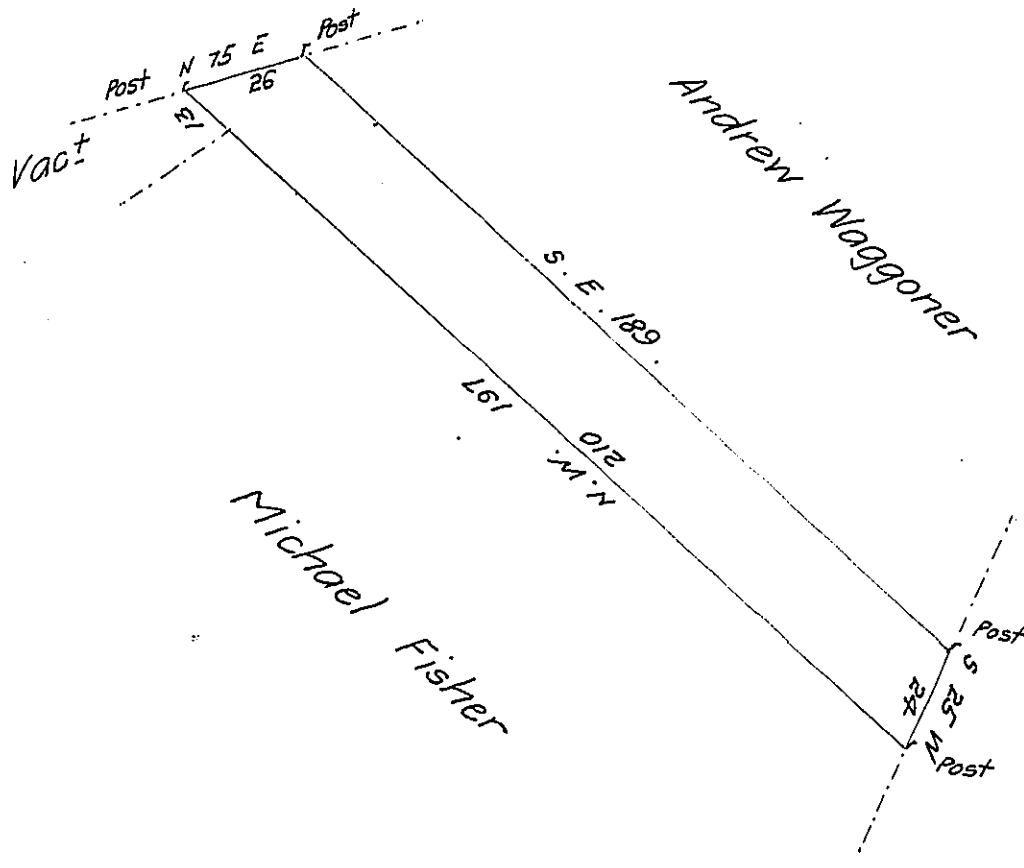 Post
Post N 75 E
26
13
Vac<u>t</u>
Andrew Waggoner
S. E. 189.
197
210
N. W.
Michael Fisher
Post
S 25 W
24
Post